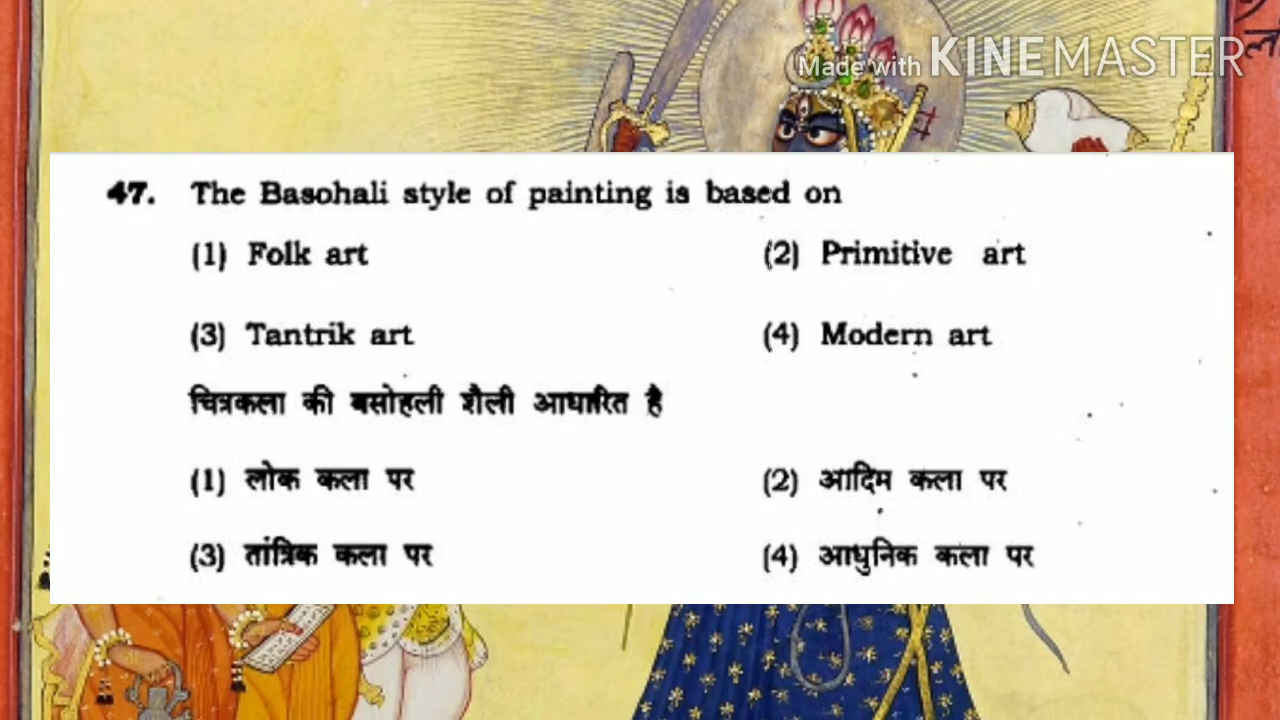 Made with KINEMASTER
47. The Basohali style of painting is based on
(1) Folk art (2) Primitive art
(3) Tantrik art (4) Modern art
चित्रकला की बसोहली शैली आधारित है
(1) लोक कला पर (2) आदिम कला पर
(3) तांत्रिक कला पर (4) आधुनिक कला पर